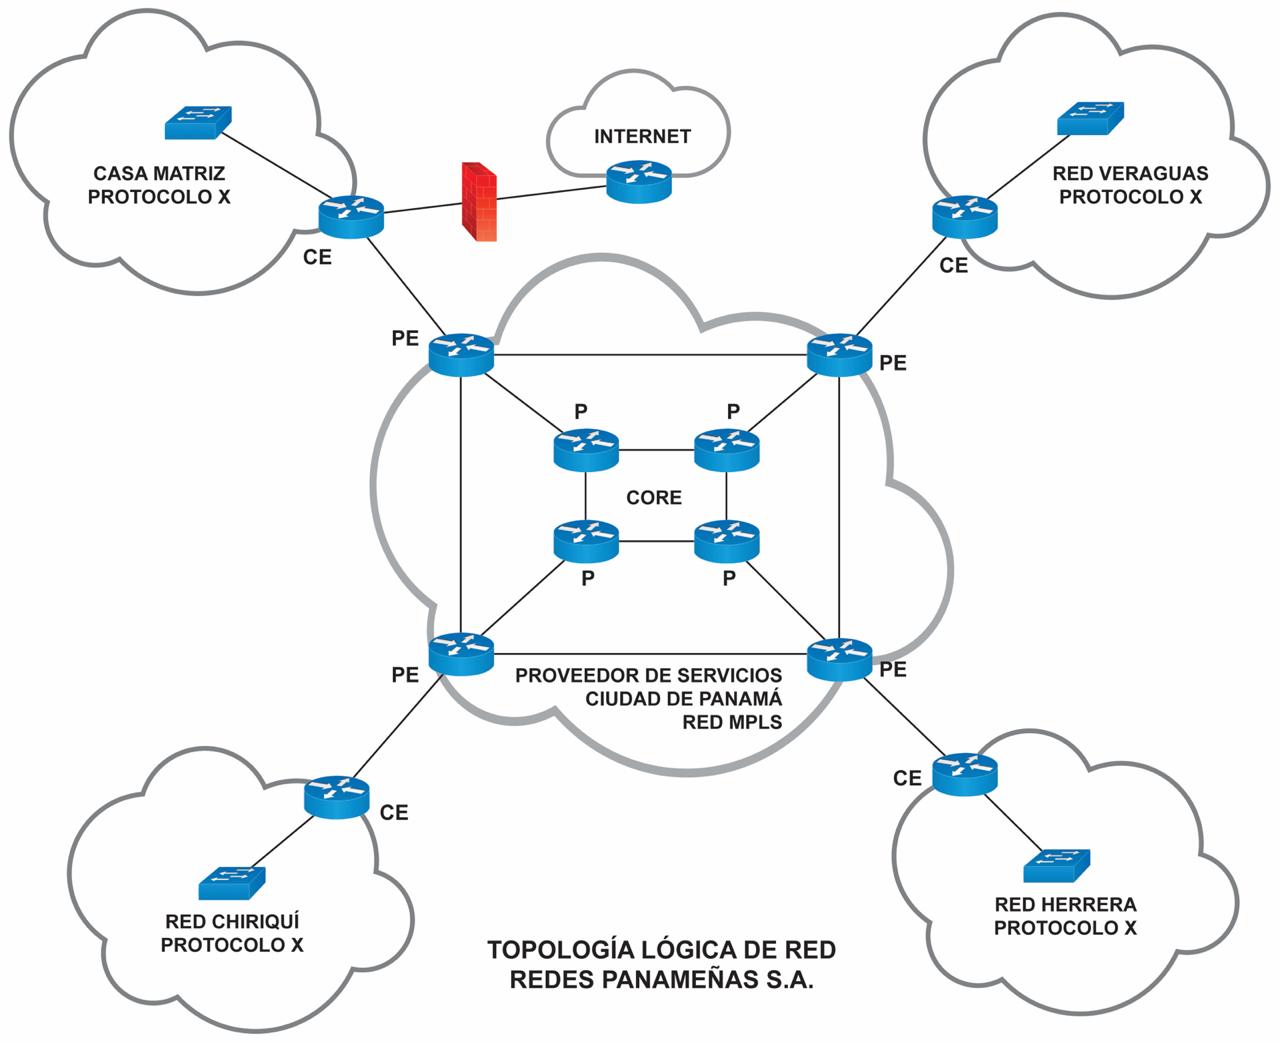 INTERNET
CASA MATRIZ
PROTOCOLO X
RED VERAGUAS
PROTOCOLO X
CE
CE
PE
PE
P
P
CORE
P
P
PE
PE
PROVEEDOR DE SERVICIOS
CIUDAD DE PANAMÁ
RED MPLS
CE
CE
RED CHIRIQUÍ
PROTOCOLO X
RED HERRERA
PROTOCOLO X
TOPOLOGÍA LÓGICA DE RED
REDES PANAMEÑAS S.A.